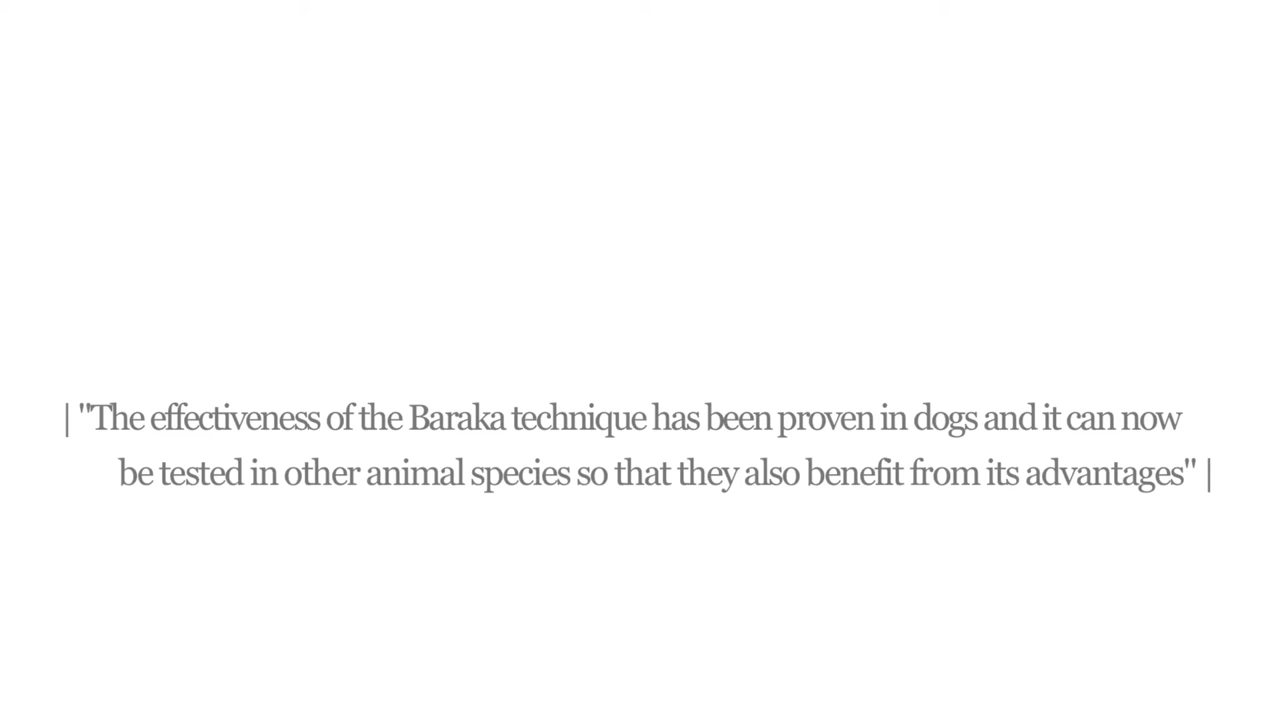 | "The effectiveness of the Baraka technique has been proven in dogs and it can now
be tested in other animal species so that they also benefit from its advantages" |